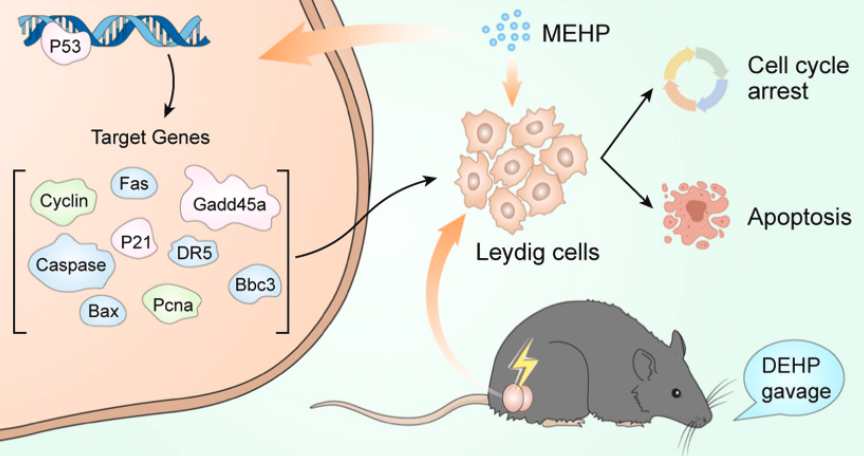 P53
MEHP
Cell cycle
arrest
Target Genes
Cyclin
Fas
Gadd45a
P21
DR5
Caspase
Bbc3
Bax
Pcna
Leydig cells
Apoptosis
DEHP
gavage